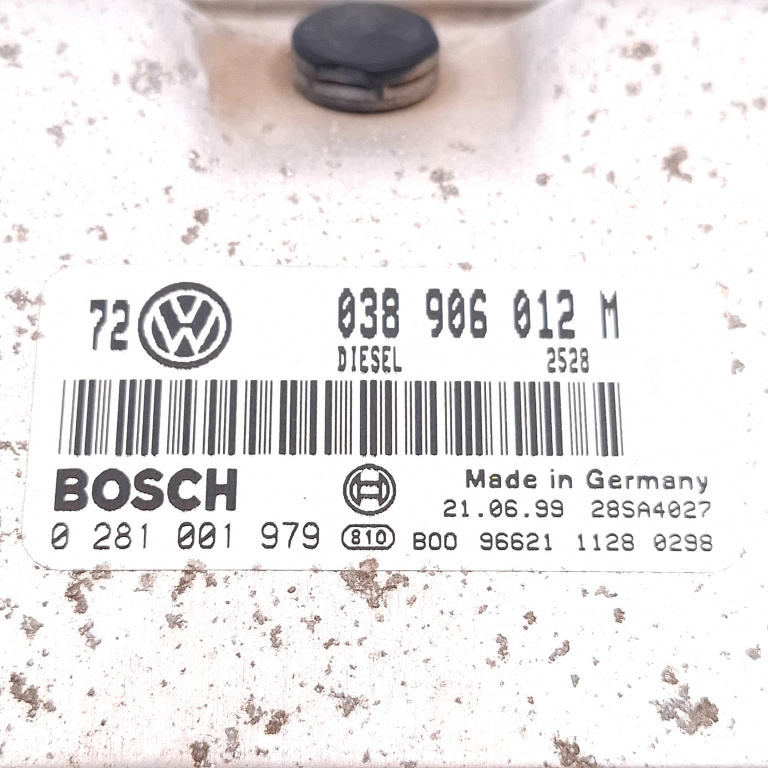 72 VW 038 906 012 M
DIESEL 2528
BOSCH Made in Germany
21.06.99 28SA4027
0 281 001 979 810 B00 96621 1128 0298